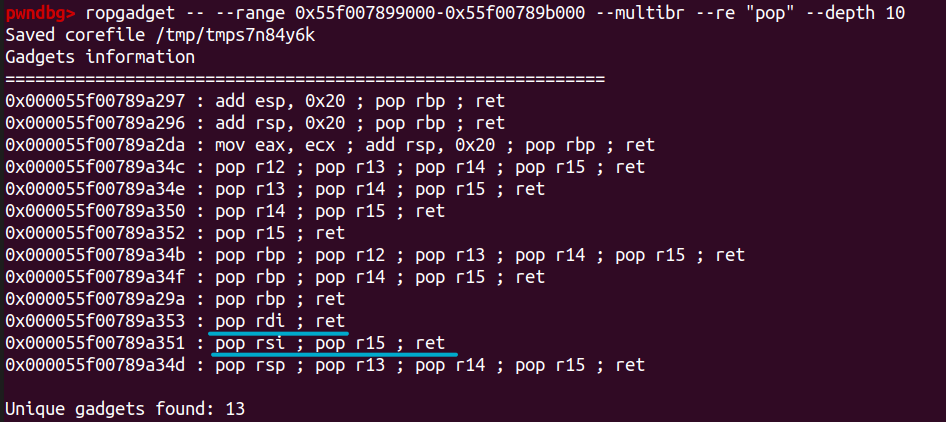 pwndbg> ropgadget -- --range 0x55f007899000-0x55f00789b000 --multibr --re "pop" --depth 10
Saved corefile /tmp/tmps7n84y6k
Gadgets information
============================================================
0x000055f00789a297 : add esp, 0x20 ; pop rbp ; ret
0x000055f00789a296 : add rsp, 0x20 ; pop rbp ; ret
0x000055f00789a2da : mov eax, ecx ; add rsp, 0x20 ; pop rbp ; ret
0x000055f00789a34c : pop r12 ; pop r13 ; pop r14 ; pop r15 ; ret
0x000055f00789a34e : pop r13 ; pop r14 ; pop r15 ; ret
0x000055f00789a350 : pop r14 ; pop r15 ; ret
0x000055f00789a352 : pop r15 ; ret
0x000055f00789a34b : pop rbp ; pop r12 ; pop r13 ; pop r14 ; pop r15 ; ret
0x000055f00789a34f : pop rbp ; pop r14 ; pop r15 ; ret
0x000055f00789a29a : pop rbp ; ret
0x000055f00789a353 : pop rdi ; ret
0x000055f00789a351 : pop rsi ; pop r15 ; ret
0x000055f00789a34d : pop rsp ; pop r13 ; pop r14 ; pop r15 ; ret
Unique gadgets found: 13